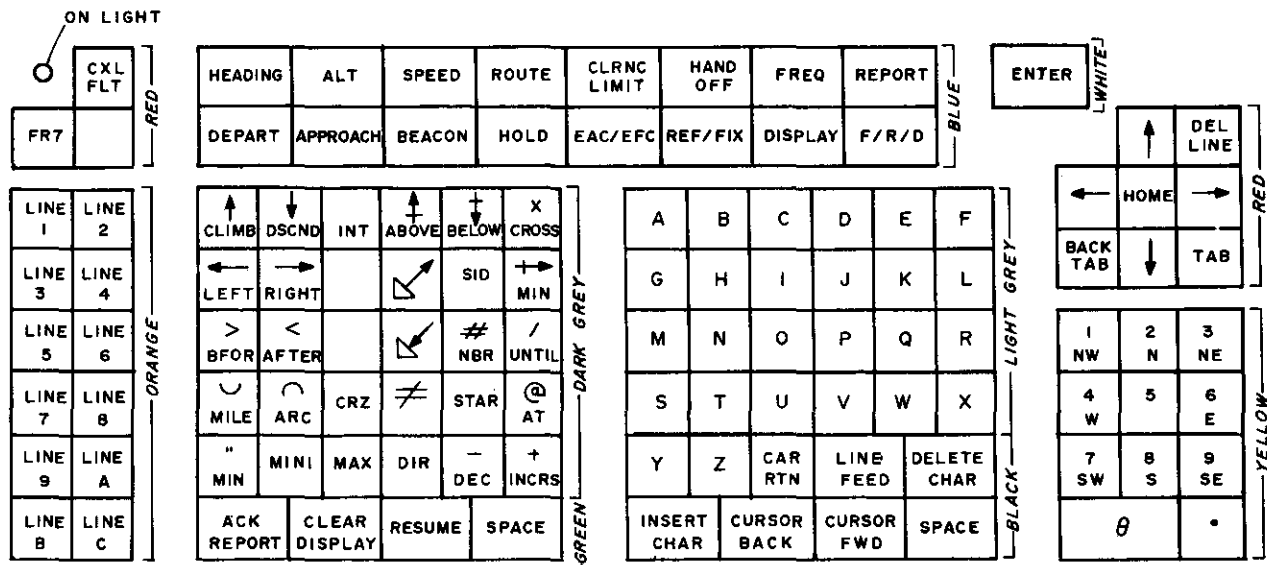 ON LIGHT
CXL
FLT
FR7
RED
HEADING ALT SPEED ROUTE CLRNC LIMIT HAND OFF FREQ REPORT
DEPART APPROACH BEACON HOLD EAC/EFC REF/FIX DISPLAY F/R/D
BLUE
ENTER
WHITE
↑ DEL LINE
← HOME →
BACK TAB ↓ TAB
RED
LINE 1 LINE 2
LINE 3 LINE 4
LINE 5 LINE 6
LINE 7 LINE 8
LINE 9 LINE A
LINE B LINE C
ORANGE
↑ CLIMB ↓ DSCND INT ABOVE BELOW X CROSS
← LEFT → RIGHT SID MIN
> BFOR < AFTER # NBR / UNTIL
MILE ARC CRZ ≠ STAR @ AT
" MIN MINI MAX DIR - DEC + INCRS
ACK REPORT CLEAR DISPLAY RESUME SPACE
DARK GREY
GREEN
A B C D E F
G H I J K L
M N O P Q R
S T U V W X
Y Z CAR RTN LINE FEED DELETE CHAR
INSERT CHAR CURSOR BACK CURSOR FWD SPACE
LIGHT GREY
BLACK
1 NW 2 N 3 NE
4 W 5 6 E
7 SW 8 S 9 SE
θ •
YELLOW